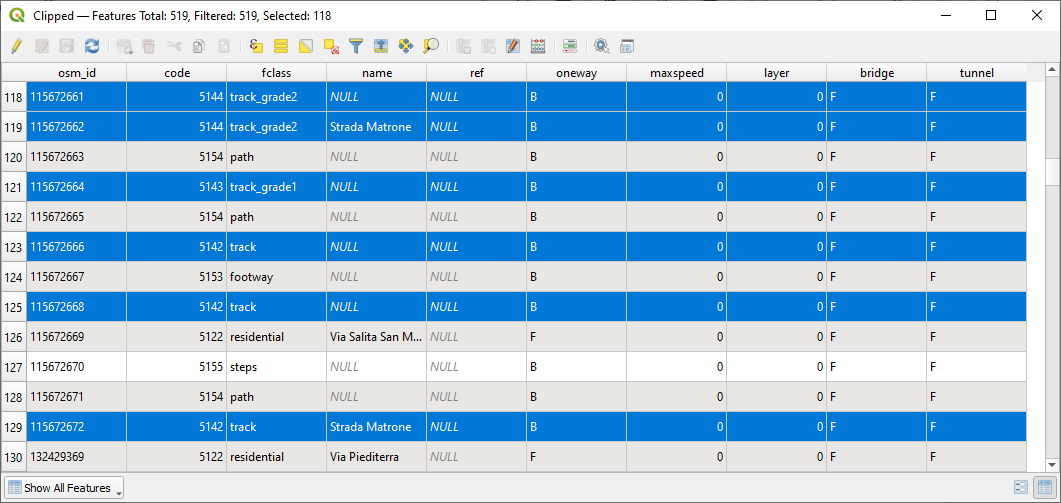 Clipped — Features Total: 519, Filtered: 519, Selected: 118
osm_id code fclass name ref oneway maxspeed layer bridge tunnel
118 115672661 5144 track_grade2 NULL NULL B 0 0 F F
119 115672662 5144 track_grade2 Strada Matrone NULL B 0 0 F F
120 115672663 5154 path NULL NULL B 0 0 F F
121 115672664 5143 track_grade1 NULL NULL B 0 0 F F
122 115672665 5154 path NULL NULL B 0 0 F F
123 115672666 5142 track NULL NULL B 0 0 F F
124 115672667 5153 footway NULL NULL B 0 0 F F
125 115672668 5142 track NULL NULL B 0 0 F F
126 115672669 5122 residential Via Salita San M... NULL F 0 0 F F
127 115672670 5155 steps NULL NULL B 0 0 F F
128 115672671 5154 path NULL NULL B 0 0 F F
129 115672672 5142 track Strada Matrone NULL B 0 0 F F
130 132429369 5122 residential Via Piediterra NULL F 0 0 F F
Show All Features